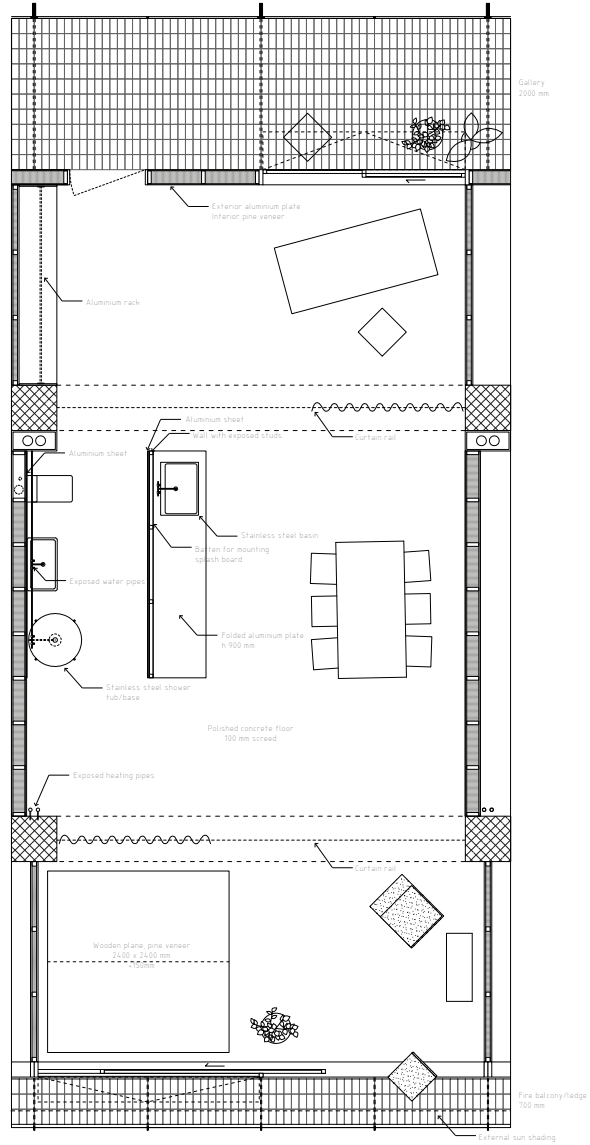 Gallery
2000 mm
Exterior aluminium plate
Interior pine veneer
Aluminium rack
Aluminium sheet
Wall with exposed studs
Curtain rail
Aluminium sheet
Stainless steel basin
Batten for mounting
splash board
Exposed water pipes
Folded aluminium plate
h 900 mm
Stainless steel shower
tub/base
Polished concrete floor
100 mm screed
Exposed heating pipes
Curtain rail
Wooden plane, pine veneer
2400 x 2400 mm
+150mm
Fire balcony/ledge
700 mm
External sun shading